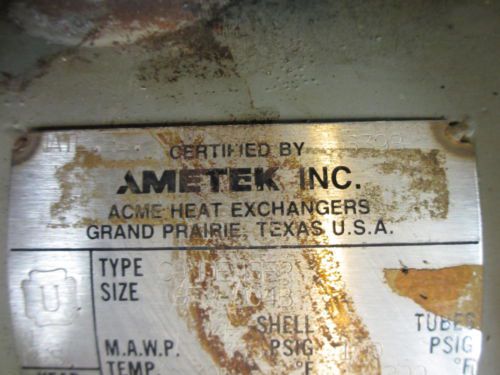 CERTIFIED BY
AMETEK INC.
ACME HEAT EXCHANGERS
GRAND PRAIRIE, TEXAS U.S.A.
U
TYPE
SIZE
SHELL TUBES
M.A.W.P. PSIG PSIG
TEMP. °F °F